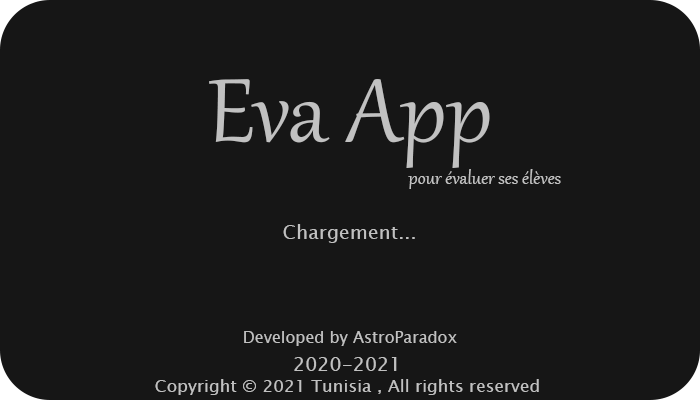 Eva App
pour évaluer ses élèves
Chargement...
Developed by AstroParadox
2020-2021
Copyright © 2021 Tunisia , All rights reserved